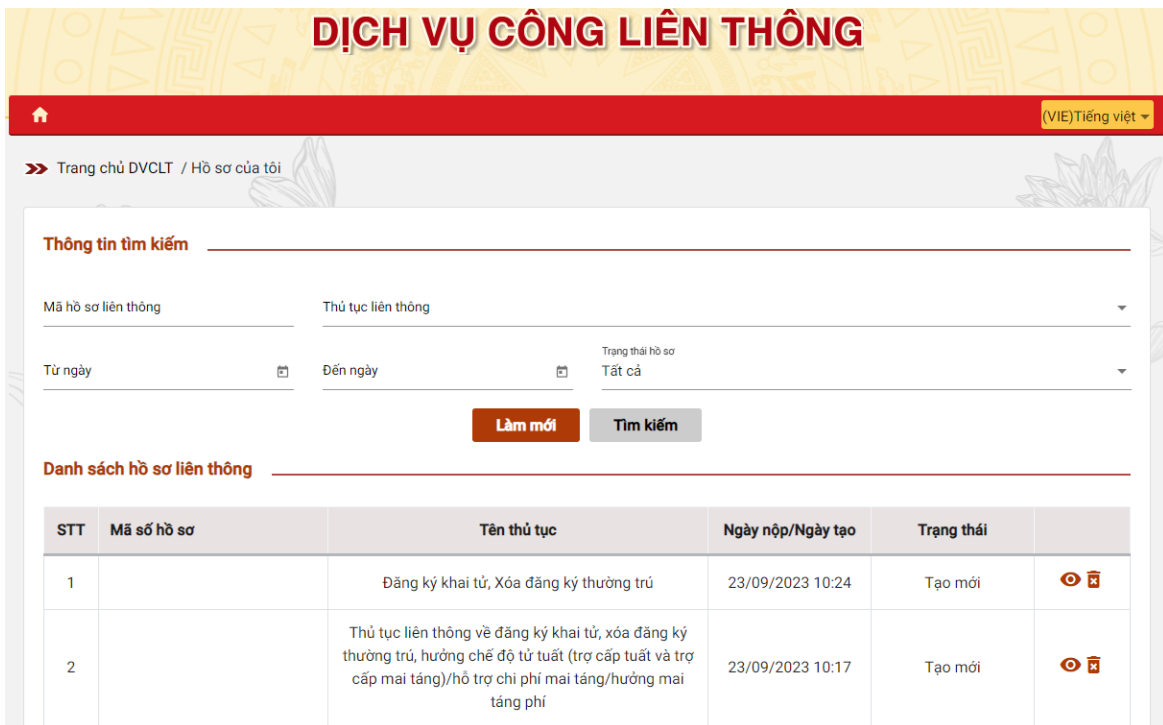 DỊCH VỤ CÔNG LIÊN THÔNG
(VIE)Tiếng việt
Trang chủ DVCLT / Hồ sơ của tôi
Thông tin tìm kiếm
Mã hồ sơ liên thông
Thủ tục liên thông
Từ ngày
Đến ngày
Trạng thái hồ sơ
Tất cả
Làm mới
Tìm kiếm
Danh sách hồ sơ liên thông
STT Mã số hồ sơ Tên thủ tục Ngày nộp/Ngày tạo Trạng thái
1 Đăng ký khai tử, Xóa đăng ký thường trú 23/09/2023 10:24 Tạo mới
Thủ tục liên thông về đăng ký khai tử, xóa đăng ký
thường trú, hưởng chế độ tử tuất (trợ cấp tuất và trợ
2 23/09/2023 10:17 Tạo mới
cấp mai táng)/hỗ trợ chi phí mai táng/hưởng mai
táng phí